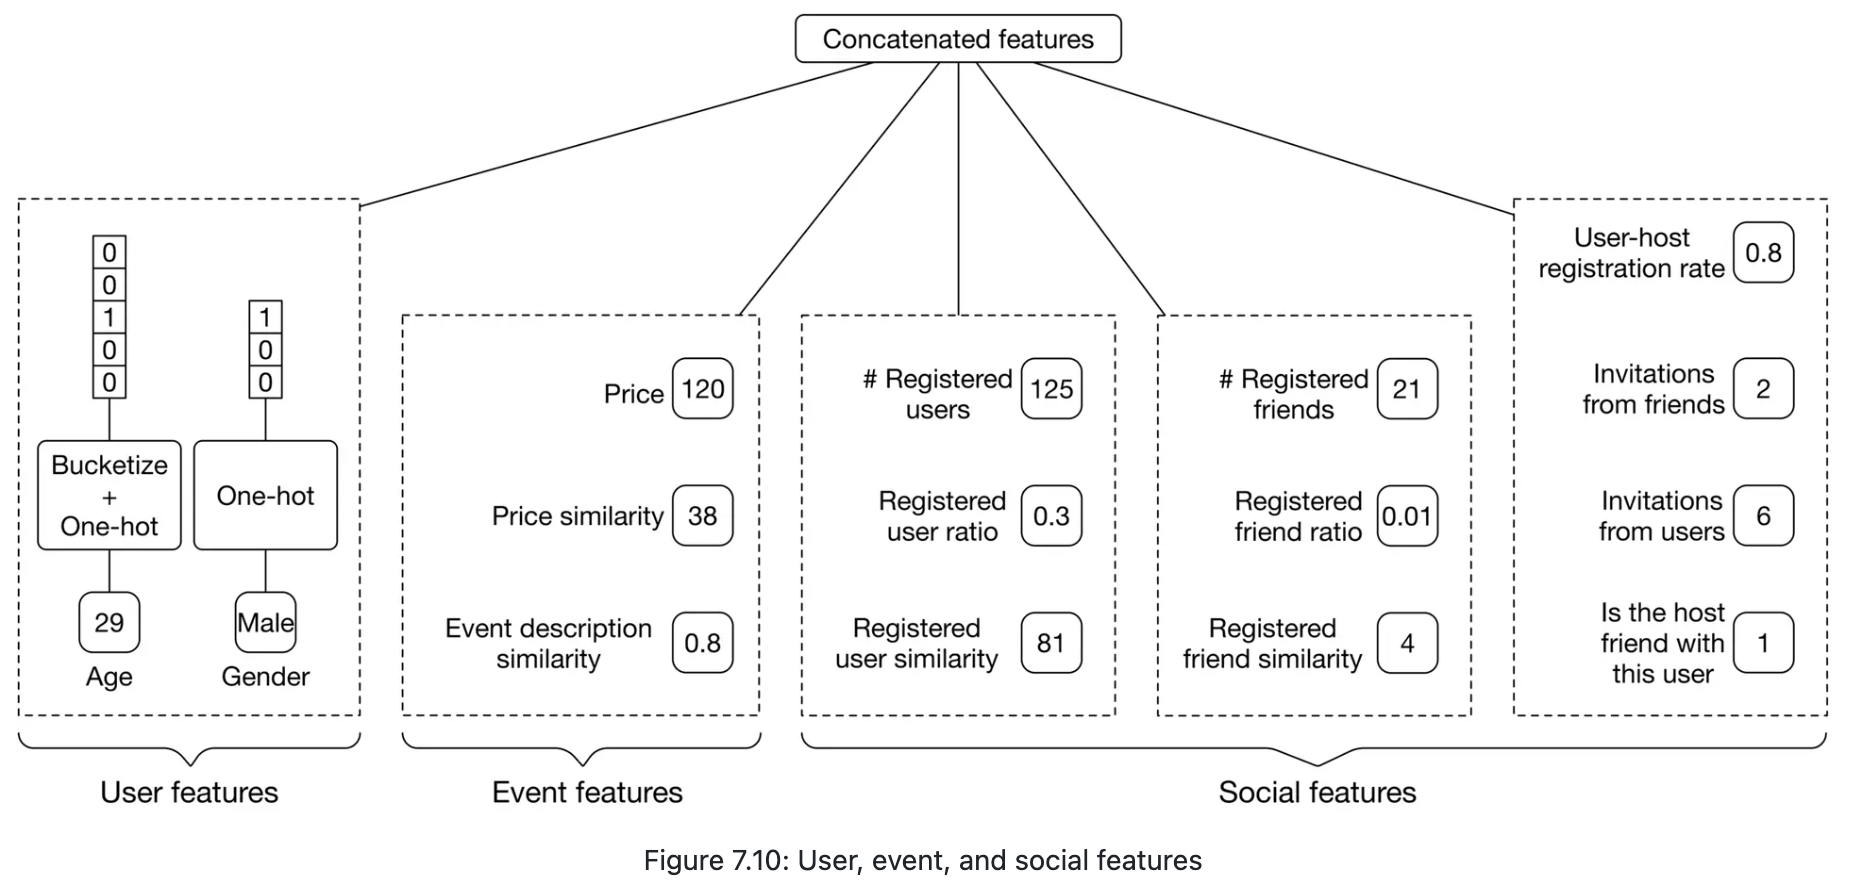 Concatenated features
0
0
1
0
0
1
0
0
Bucketize
+
One-hot
One-hot
29
Male
Age
Gender
Price
120
Price similarity
38
Event description
similarity
0.8
# Registered
users
125
Registered
user ratio
0.3
Registered
user similarity
81
# Registered
friends
21
Registered
friend ratio
0.01
Registered
friend similarity
4
User-host
registration rate
0.8
Invitations
from friends
2
Invitations
from users
6
Is the host
friend with
this user
1
User features
Event features
Social features
Figure 7.10: User, event, and social features